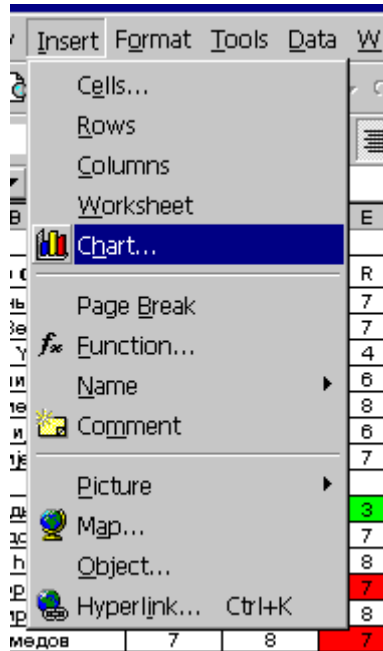 Insert Format Tools Data W
Cells...
Rows
Columns
Worksheet
Chart...
Page Break
Function...
Name
Comment
Picture
Map...
Object...
Hyperlink... Ctrl+K
E
R
7
7
4
6
8
6
7
3
7
8
7
8
медов 7 8 7